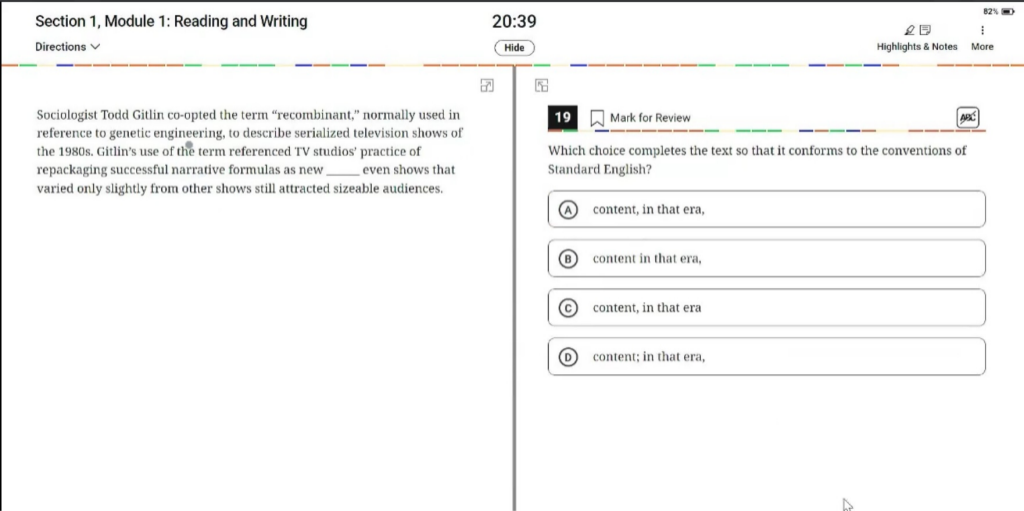 Section 1, Module 1: Reading and Writing
20:39
82%
Directions
Hide
Highlights & Notes
More
Sociologist Todd Gitlin co-opted the term “recombinant,” normally used in
reference to genetic engineering, to describe serialized television shows of
the 1980s. Gitlin’s use of the term referenced TV studios’ practice of
repackaging successful narrative formulas as new ______ even shows that
varied only slightly from other shows still attracted sizeable audiences.
19
Mark for Review
ABC
Which choice completes the text so that it conforms to the conventions of
Standard English?
A content, in that era,
B content in that era,
C content, in that era
D content; in that era,